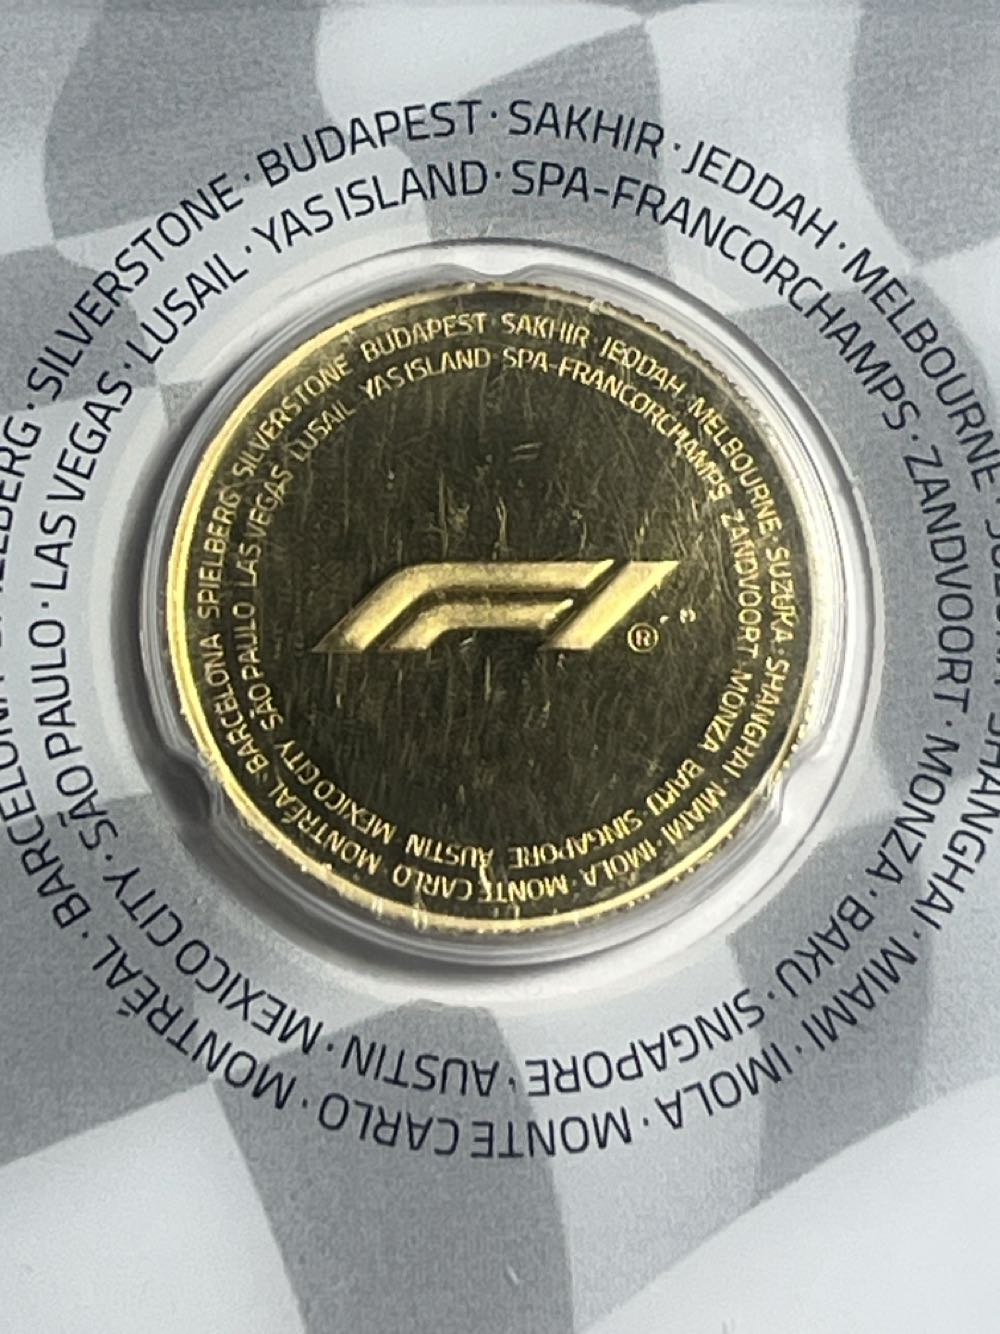 SAKHIR · JEDDAH · MELBOURNE · SUZUKA · SHANGHAI · MIAMI · IMOLA · MONTE CARLO · MONTRÉAL · BARCELONA · SPIELBERG · SILVERSTONE · BUDAPEST ·
SPA-FRANCORCHAMPS · ZANDVOORT · MONZA · BAKU · SINGAPORE · AUSTIN · MEXICO CITY · SÃO PAULO · LAS VEGAS · LUSAIL · YAS ISLAND ·
SAKHIR · JEDDAH · MELBOURNE · SUZUKA · SHANGHAI · MIAMI · IMOLA · MONTE CARLO · MONTRÉAL · BARCELONA · SPIELBERG · SILVERSTONE · BUDAPEST ·
SPA-FRANCORCHAMPS · ZANDVOORT · MONZA · BAKU · SINGAPORE · AUSTIN · MEXICO CITY · SÃO PAULO · LAS VEGAS · LUSAIL · YAS ISLAND ·
F1®